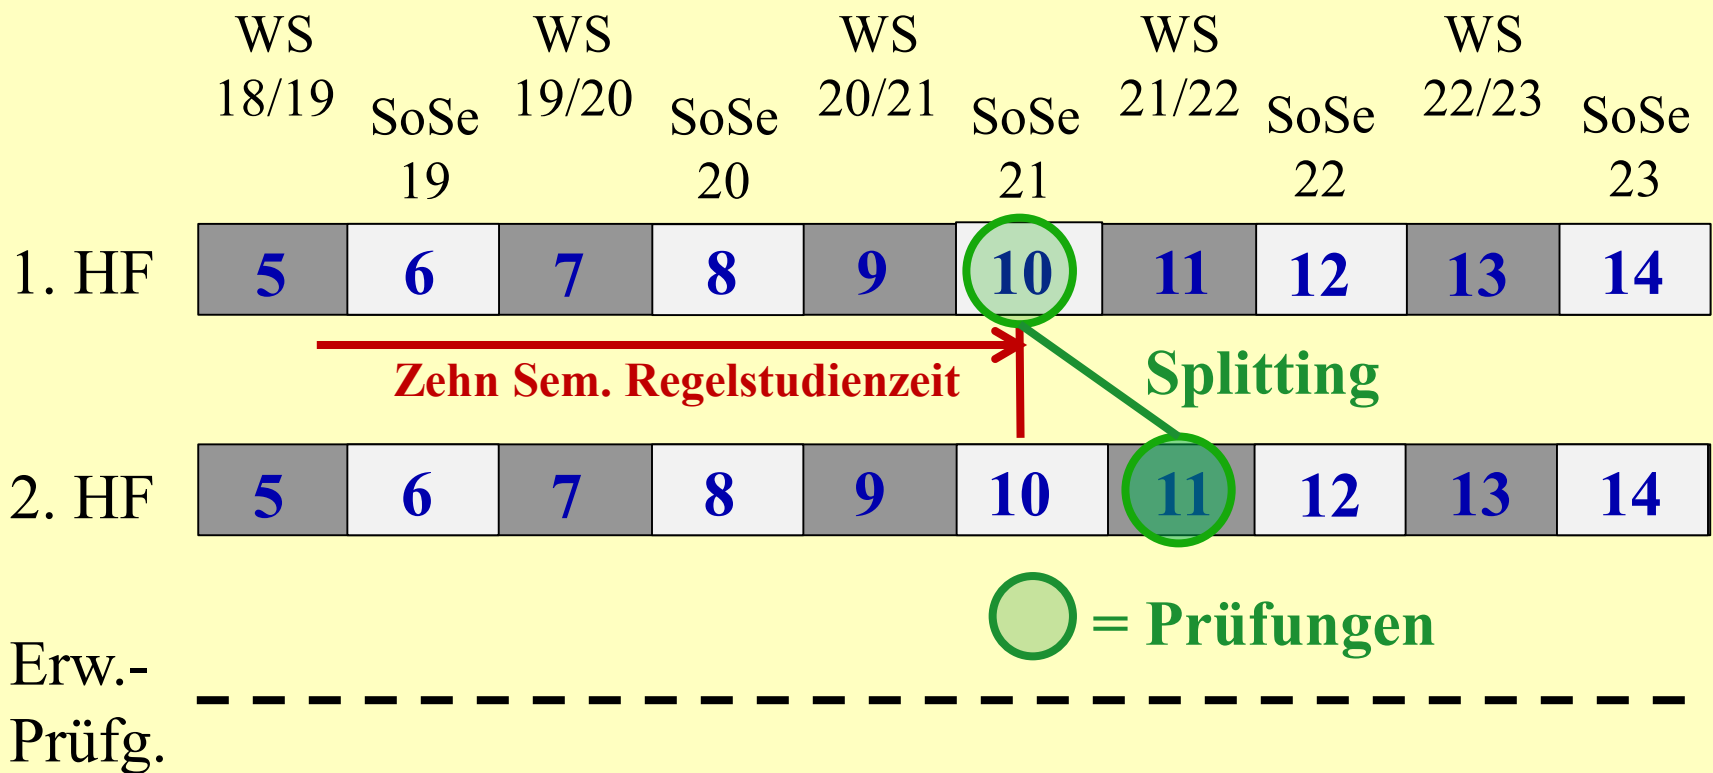 WS WS WS WS WS
18/19 19/20 20/21 21/22 22/23
SoSe SoSe SoSe SoSe SoSe
19 20 21 22 23
1. HF 5 6 7 8 9 10 11 12 13 14
Zehn Sem. Regelstudienzeit Splitting
2. HF 5 6 7 8 9 10 11 12 13 14
= Prüfungen
Erw.-
Prüfg.